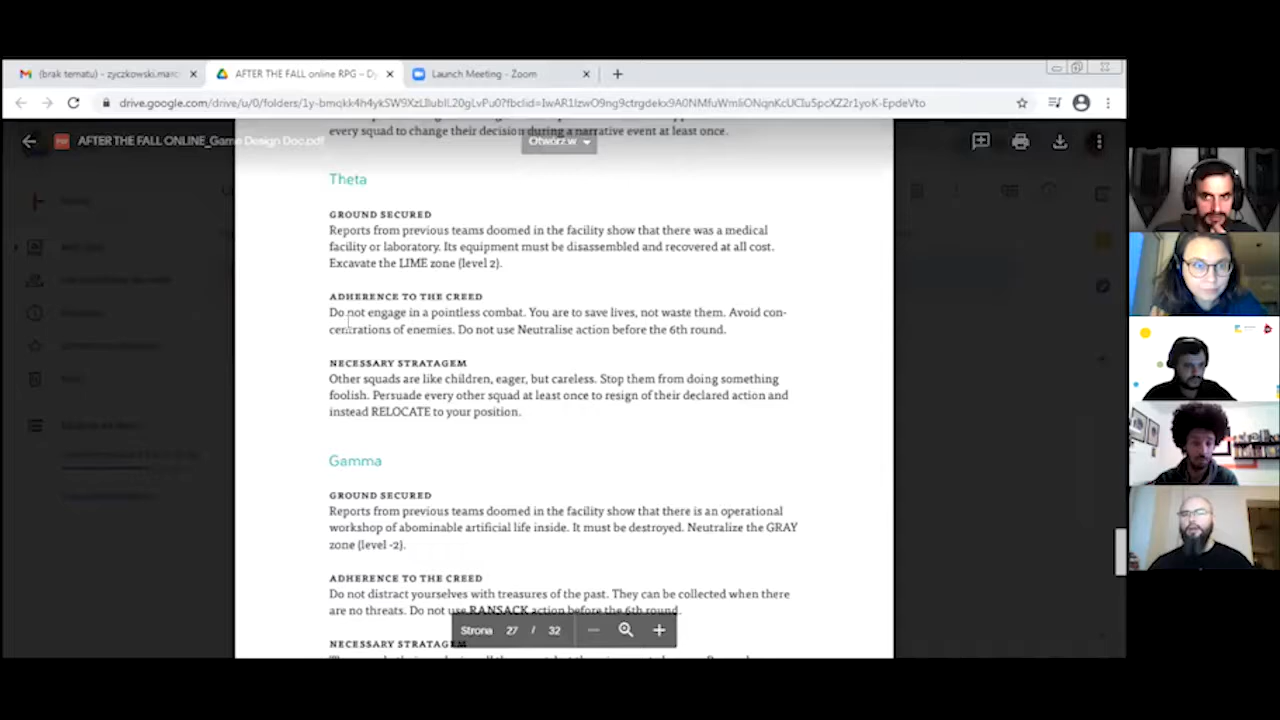 (brak tematu) - zyczkowski.marc
AFTER THE FALL online RPG – Dy
Launch Meeting - Zoom
AFTER THE FALL ONLINE_Game Design Doc.pdf
Otwórz w
every squad to change their decision during a narrative event at least once.
Theta
GROUND SECURED
Reports from previous teams doomed in the facility show that there was a medical
facility or laboratory. Its equipment must be disassembled and recovered at all cost.
Excavate the LIME zone (level 2).
ADHERENCE TO THE CREED
Do not engage in a pointless combat. You are to save lives, not waste them. Avoid con-
centrations of enemies. Do not use Neutralise action before the 6th round.
NECESSARY STRATAGEM
Other squads are like children, eager, but careless. Stop them from doing something
foolish. Persuade every other squad at least once to resign of their declared action and
instead RELOCATE to your position.
Gamma
GROUND SECURED
Reports from previous teams doomed in the facility show that there is an operational
workshop of abominable artificial life inside. It must be destroyed. Neutralize the GRAY
zone (level -2).
ADHERENCE TO THE CREED
Do not distract yourselves with treasures of the past. They can be collected when there
are no threats. Do not use RANSACK action before the 6th round.
NECESSARY STRATAGEM
Strona 27 / 32